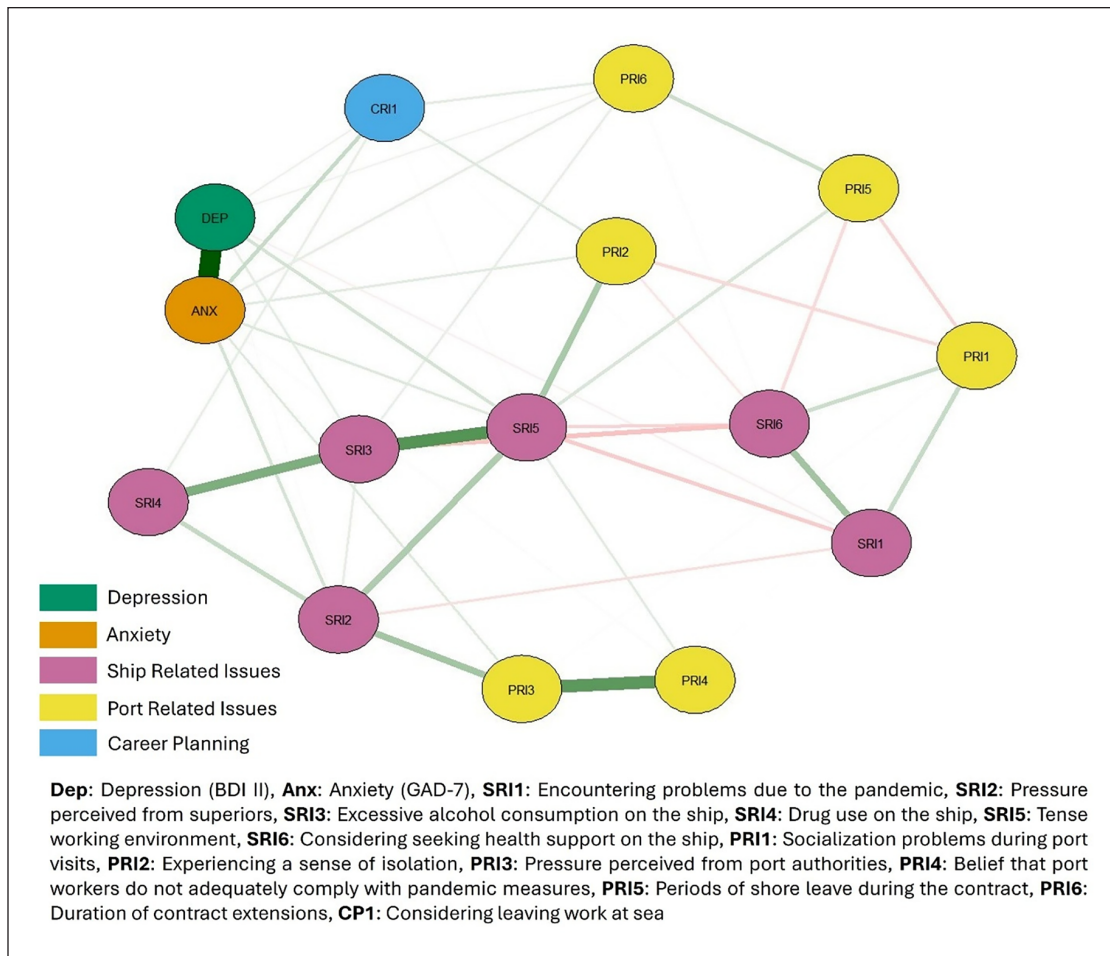 PRI6
CRI1
PRI5
DEP
PRI2
ANX
PRI1
SRI5
SRI6
SRI3
SRI4
SRI1
SRI2
PRI3
PRI4
Depression
Anxiety
Ship Related Issues
Port Related Issues
Career Planning
Dep: Depression (BDI II), Anx: Anxiety (GAD-7), SRI1: Encountering problems due to the pandemic, SRI2: Pressure
perceived from superiors, SRI3: Excessive alcohol consumption on the ship, SRI4: Drug use on the ship, SRI5: Tense
working environment, SRI6: Considering seeking health support on the ship, PRI1: Socialization problems during port
visits, PRI2: Experiencing a sense of isolation, PRI3: Pressure perceived from port authorities, PRI4: Belief that port
workers do not adequately comply with pandemic measures, PRI5: Periods of shore leave during the contract, PRI6:
Duration of contract extensions, CP1: Considering leaving work at sea